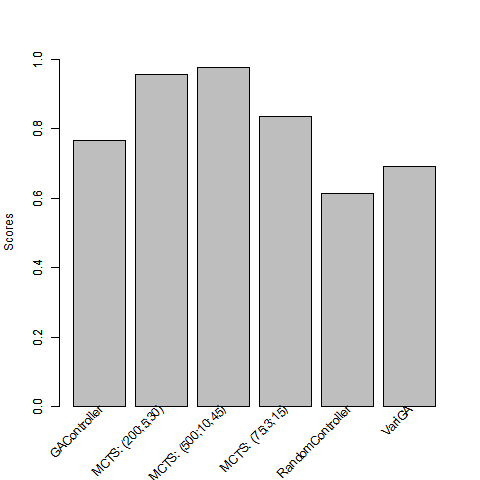 Scores
1.0
0.8
0.6
0.4
0.2
0.0
GAController
MCTS: (200;5;30)
MCTS: (500;10;45)
MCTS: (75;3;15)
RandomController
VariGA